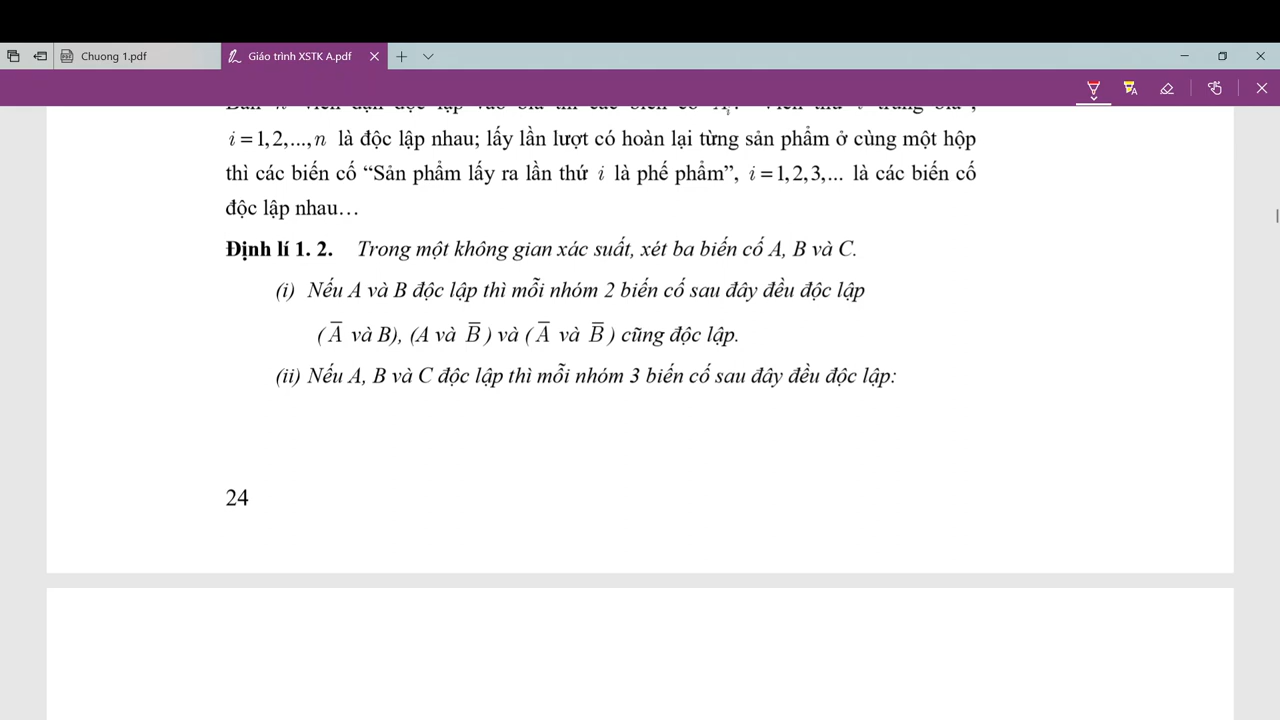 Chuong 1.pdf
Giáo trình XSTK A.pdf
i = 1, 2,..., n là độc lập nhau; lấy lần lượt có hoàn lại từng sản phẩm ở cùng một hộp
thì các biến cố “Sản phẩm lấy ra lần thứ i là phế phẩm”, i = 1, 2, 3,... là các biến cố
độc lập nhau…
Định lí 1. 2. Trong một không gian xác suất, xét ba biến cố A, B và C.
(i) Nếu A và B độc lập thì mỗi nhóm 2 biến cố sau đây đều độc lập
( A̅ và B), (A và B̅ ) và ( A̅ và B̅ ) cũng độc lập.
(ii) Nếu A, B và C độc lập thì mỗi nhóm 3 biến cố sau đây đều độc lập:
24